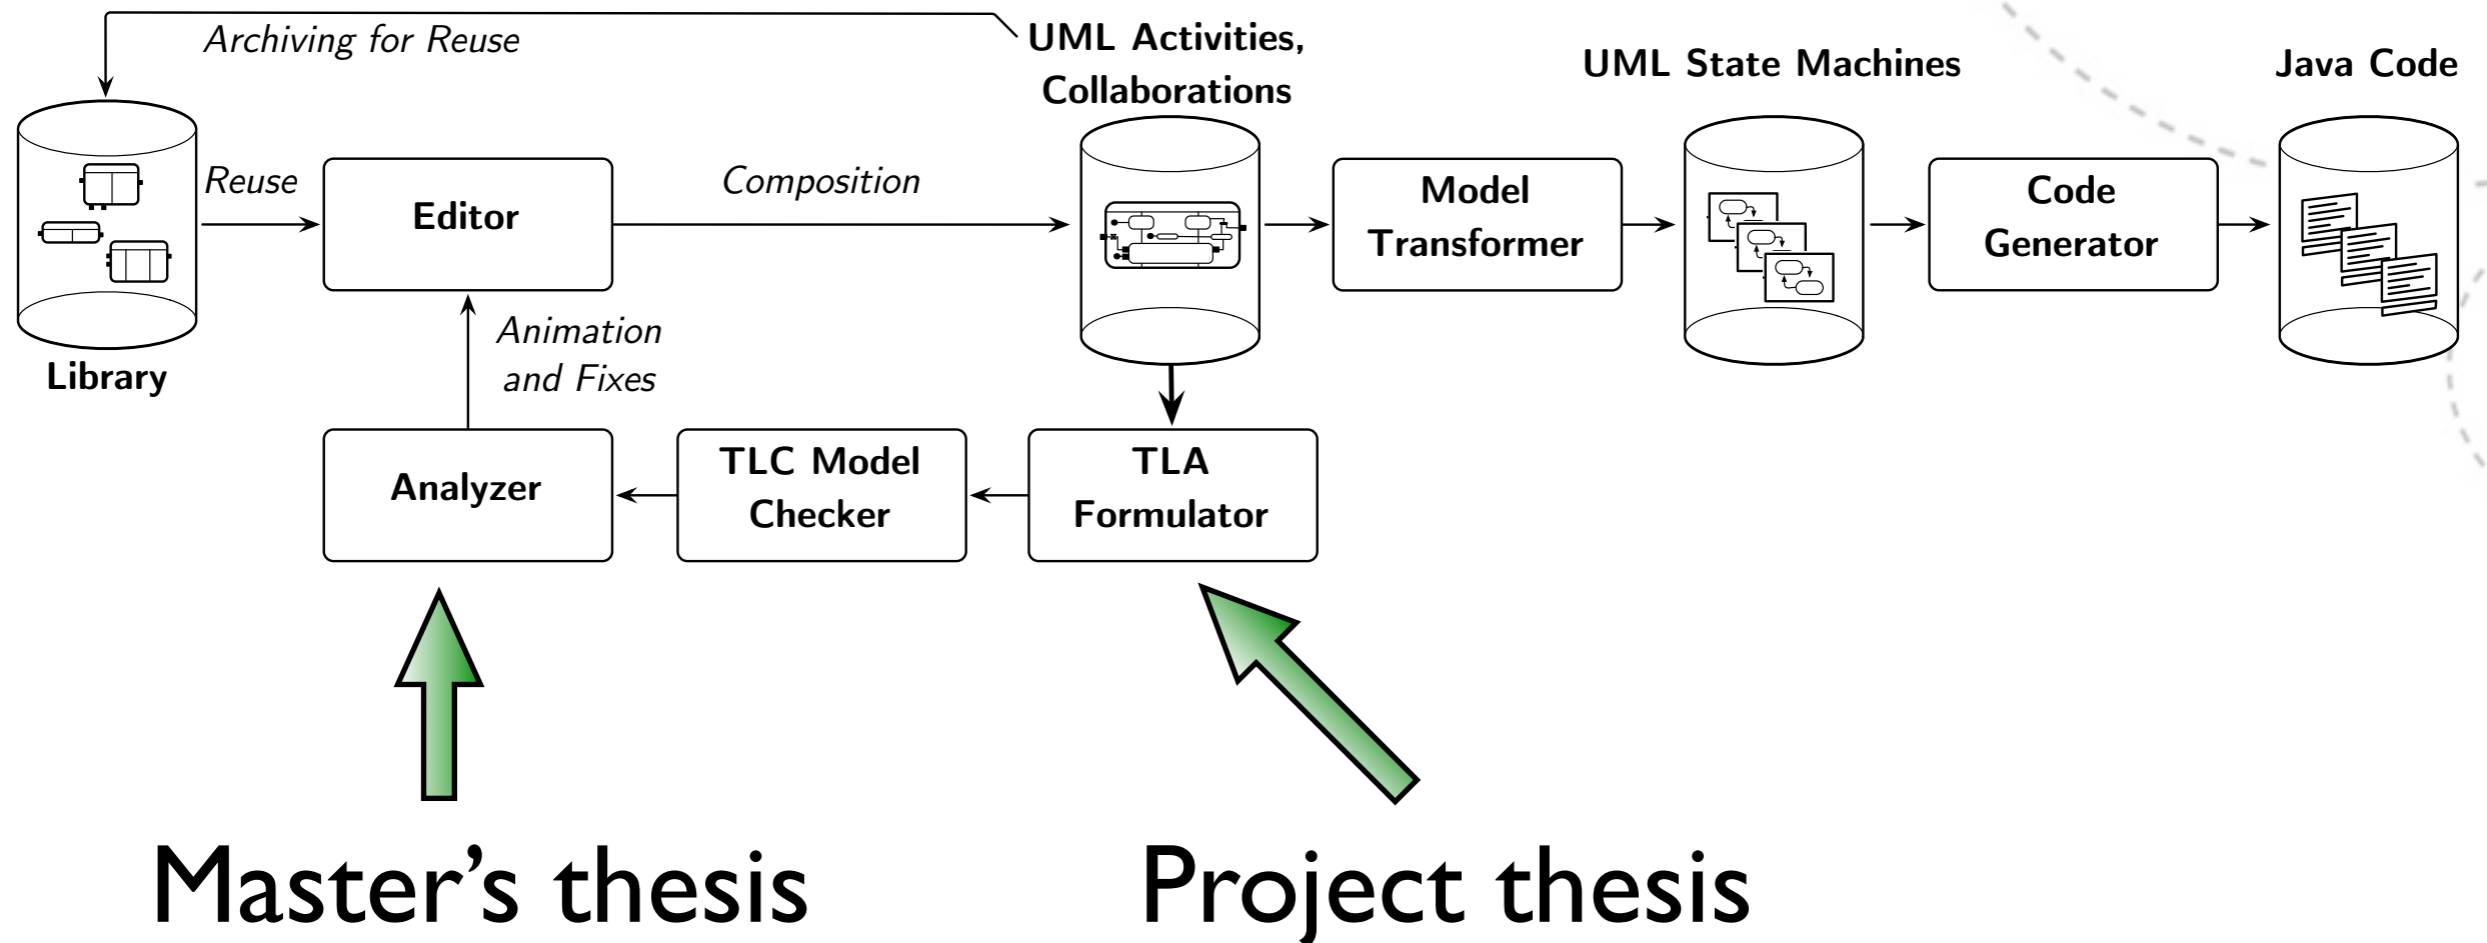 Archiving for Reuse
UML Activities,
Collaborations
UML State Machines
Java Code
Reuse
Editor
Composition
Model
Transformer
Code
Generator
Library
Animation
and Fixes
Analyzer
TLC Model
Checker
TLA
Formulator
Master’s thesis
Project thesis